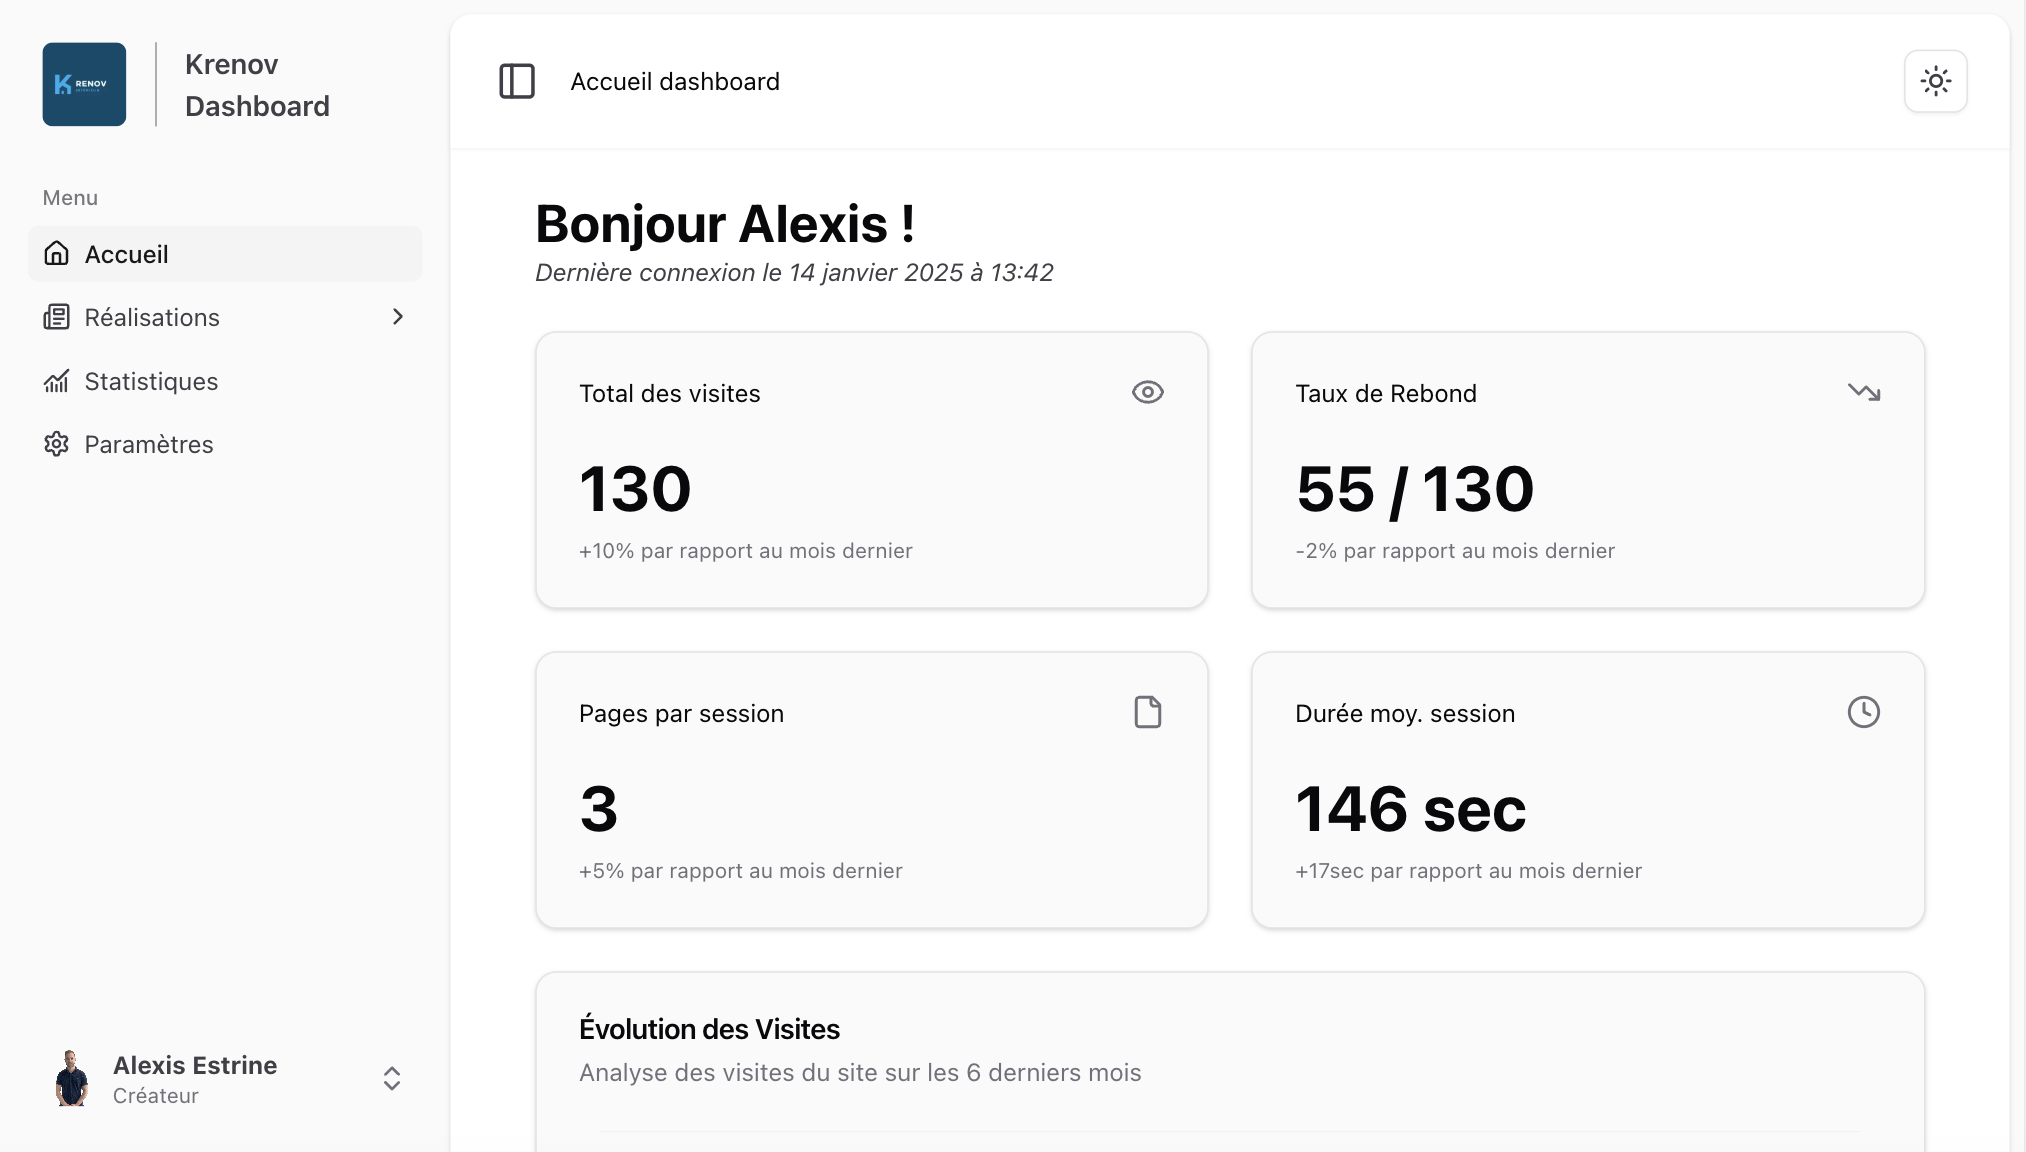 K RENOV
Krenov
Dashboard
Menu
Accueil
Réalisations
Statistiques
Paramètres
Alexis Estrine
Créateur
Accueil dashboard
Bonjour Alexis !
Dernière connexion le 14 janvier 2025 à 13:42
Total des visites
130
+10% par rapport au mois dernier
Taux de Rebond
55 / 130
-2% par rapport au mois dernier
Pages par session
3
+5% par rapport au mois dernier
Durée moy. session
146 sec
+17sec par rapport au mois dernier
Évolution des Visites
Analyse des visites du site sur les 6 derniers mois